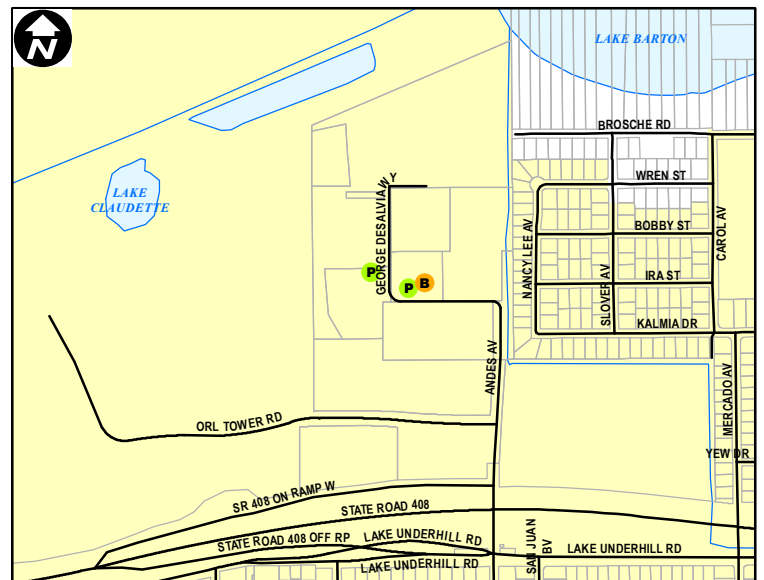 N
LAKE BARTON
BROSCHE RD
WREN ST
LAKE
CLAUDETTE
GEORGE DESALVIA WY
NANCY LEE AV
BOBBY ST
CAROL AV
SLOVER AV
IRA ST
P
P
B
KALMIA DR
ANDES AV
MERCADO AV
ORL TOWER RD
YEW DR
SR 408 ON RAMP W
STATE ROAD 408
STATE ROAD 408 OFF RP
LAKE UNDERHILL RD
SAN JUAN
BV
LAKE UNDERHILL RD
LAKE UNDERHILL RD